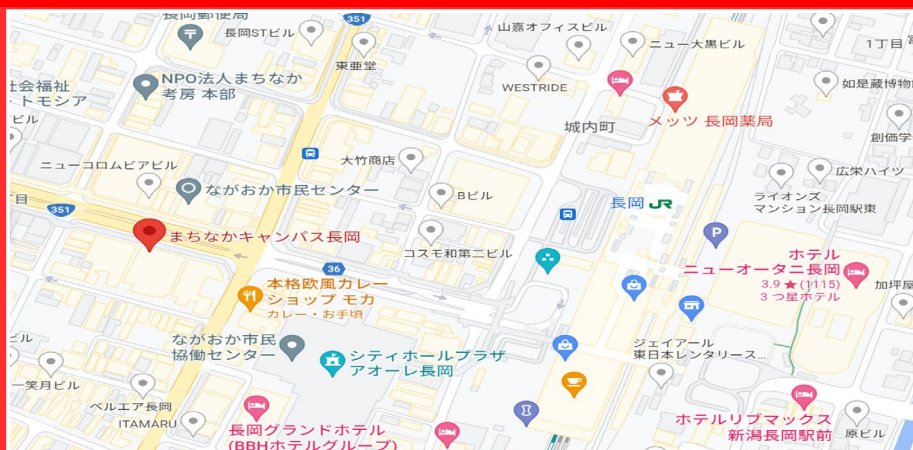 長岡郵便局
351
長岡STビル
山嘉オフィスビル
ニュー大黒ビル
1丁目
東亜堂
社会福祉
トモシア
ビル
NPO法人まちなか
考房 本部
WESTRIDE
如是蔵博物
メッツ 長岡薬局
城内町
創価学
大竹商店
ニューコロムビアビル
ながおか市民センター
広栄ハイツ
Bビル
長岡 JR
ライオンズ
マンション長岡駅東
目
351
まちなかキャンパス長岡
コスモ和第二ビル
P
ホテル
ニューオータニ長岡
3.9 ★ (1115)
3 つ星ホテル
36
本格欧風カレー
ショップ モカ
カレー・お手頃
加坪屋
ビル
ながおか市民
協働センター
シティホールプラザ
アオーレ長岡
ジェイアール
東日本レンタリース...
一笑月ビル
ベルエア長岡
ITAMARU
長岡グランドホテル
(BBHホテルグループ)
ホテルリブマックス
新潟長岡駅前
原ビル